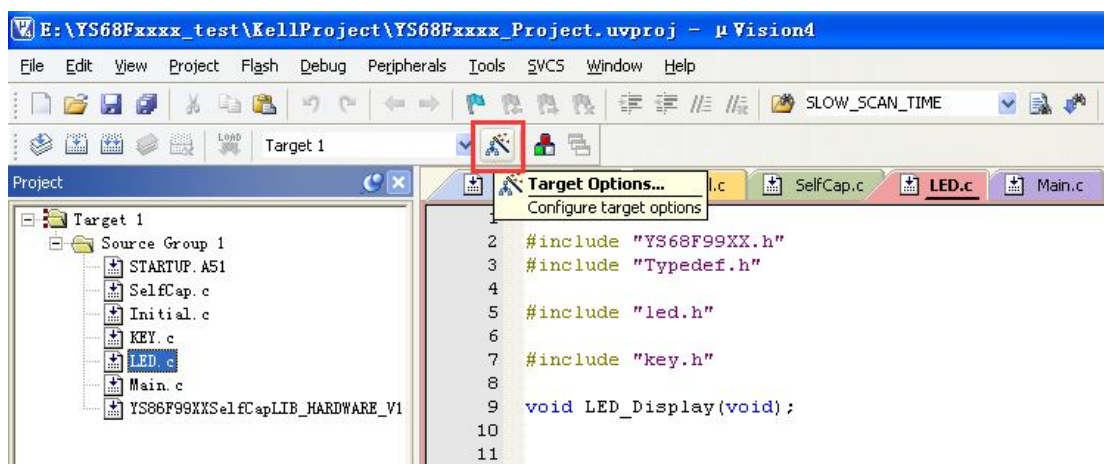 E:\YS68Fxxxx_test\KellProject\YS68Fxxxx_Project.uvproj - µVision4
File Edit View Project Flash Debug Peripherals Tools SVCS Window Help
SLOW_SCAN_TIME
LOAD Target 1
Project
Target Options...
Configure target options
l.c SelfCap.c LED.c Main.c
Target 1
Source Group 1
STARTUP.A51
SelfCap.c
Initial.c
KEY.c
LED.c
Main.c
YS86F99XXSelfCapLIB_HARDWARE_V1
1
2 #include "YS68F99XX.h"
3 #include "Typedef.h"
4
5 #include "led.h"
6
7 #include "key.h"
8
9 void LED_Display(void);
10
11